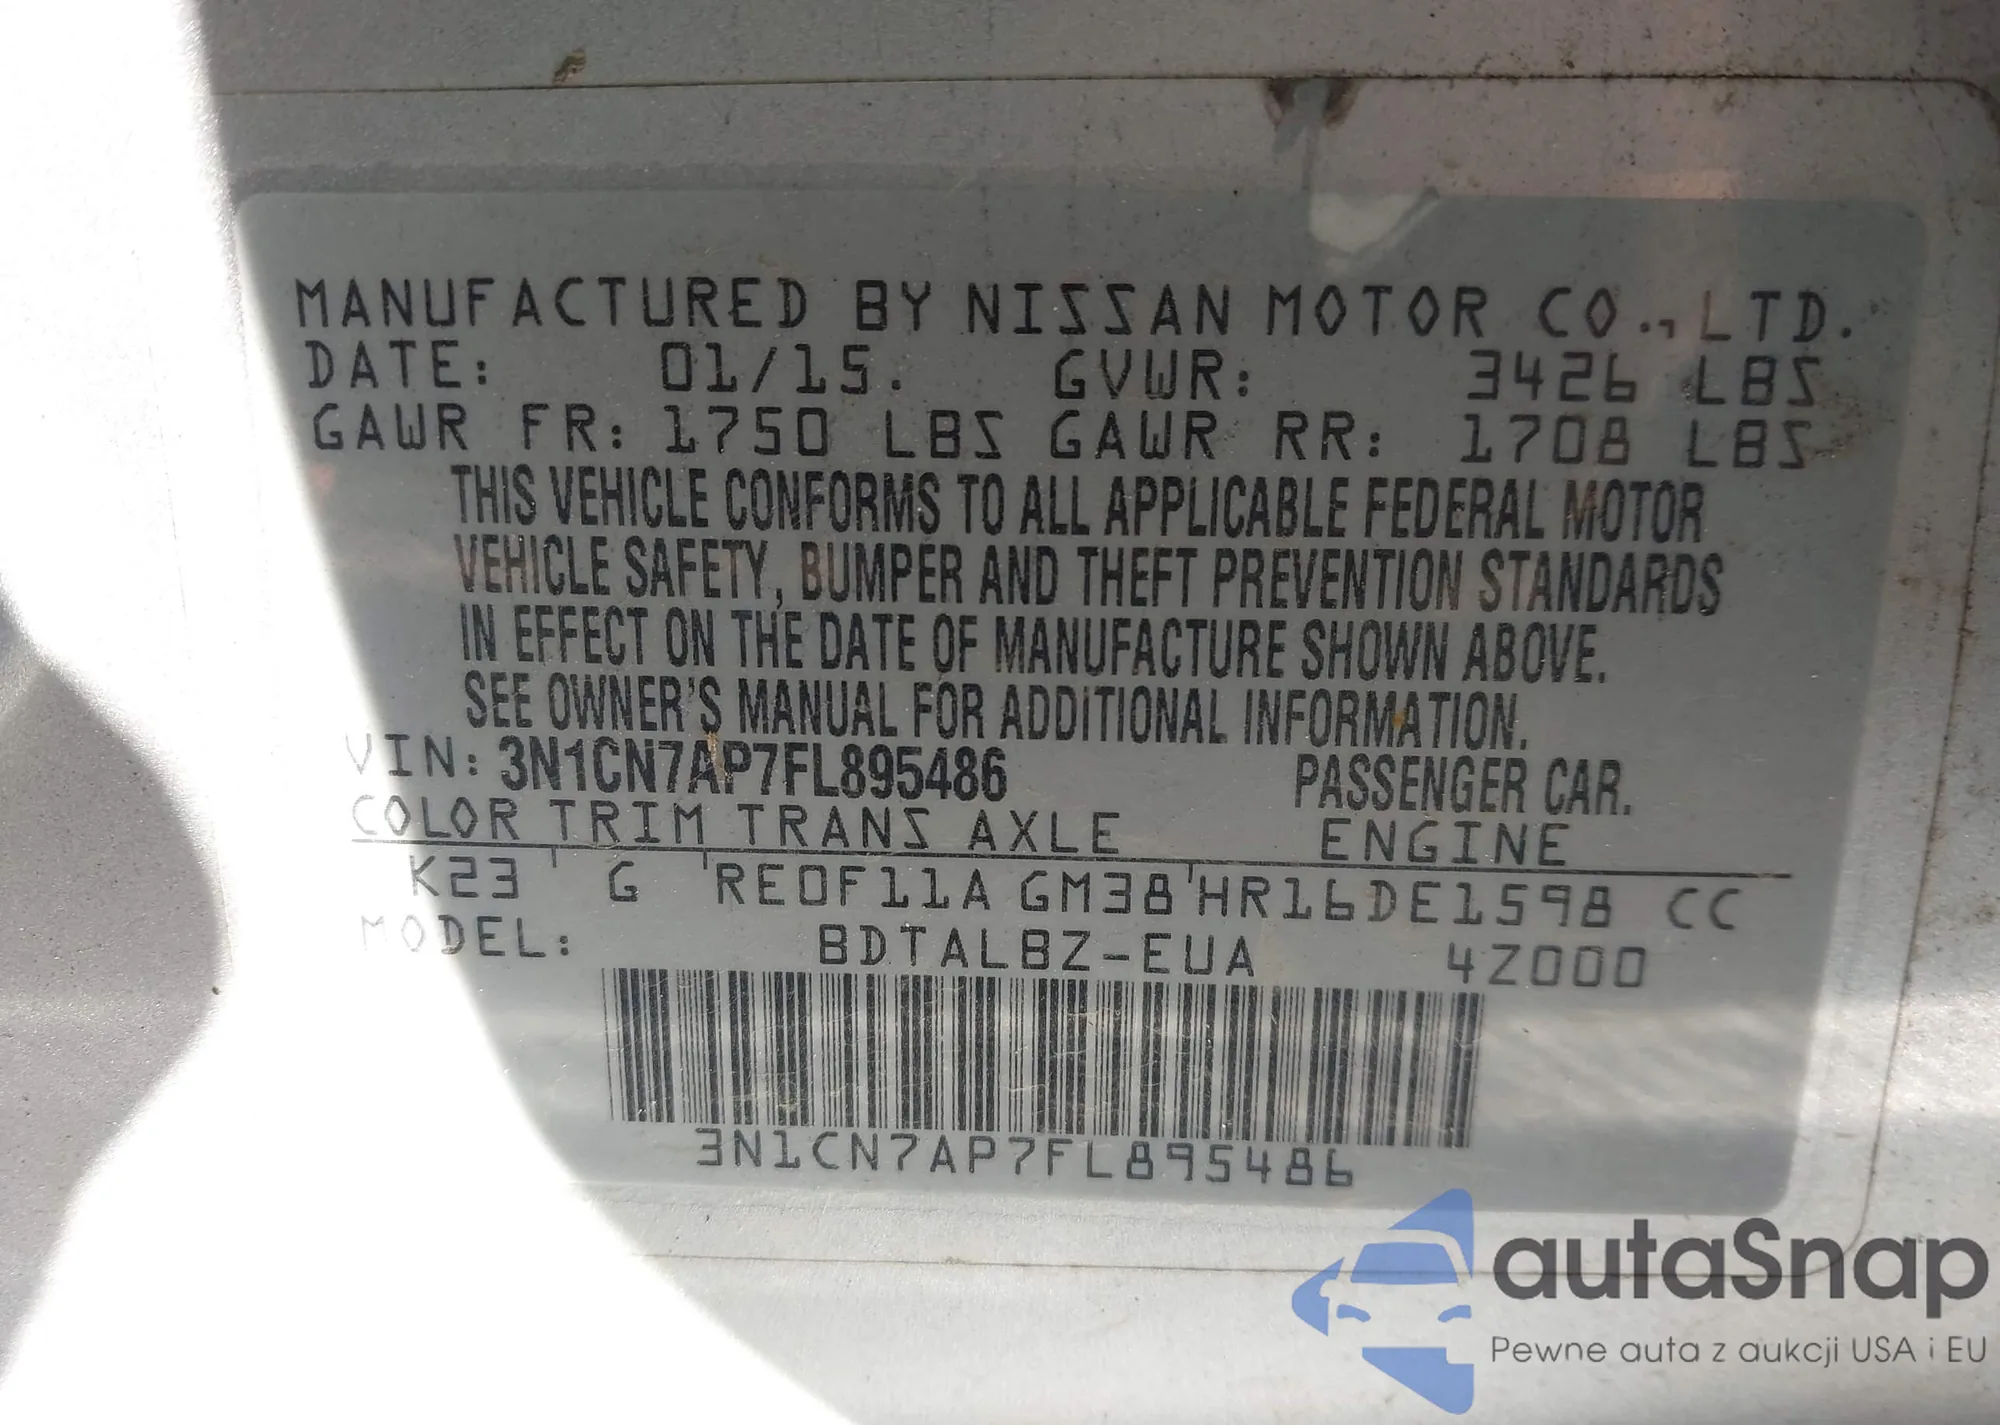 MANUFACTURED BY NISSAN MOTOR CO., LTD.
DATE: 01/15. GVWR: 3426 LBS
GAWR FR: 1750 LBS GAWR RR: 1708 LBS
THIS VEHICLE CONFORMS TO ALL APPLICABLE FEDERAL MOTOR
VEHICLE SAFETY, BUMPER AND THEFT PREVENTION STANDARDS
IN EFFECT ON THE DATE OF MANUFACTURE SHOWN ABOVE.
SEE OWNER'S MANUAL FOR ADDITIONAL INFORMATION.
VIN: 3N1CN7AP7FL895486 PASSENGER CAR.
COLOR TRIM TRANS AXLE ENGINE
K23 G RE0F11A GM38 HR16DE1598 CC
MODEL: BDTALBZ-EUA 4Z000
3N1CN7AP7FL895486
autaSnap
Pewne auta z aukcji USA i EU